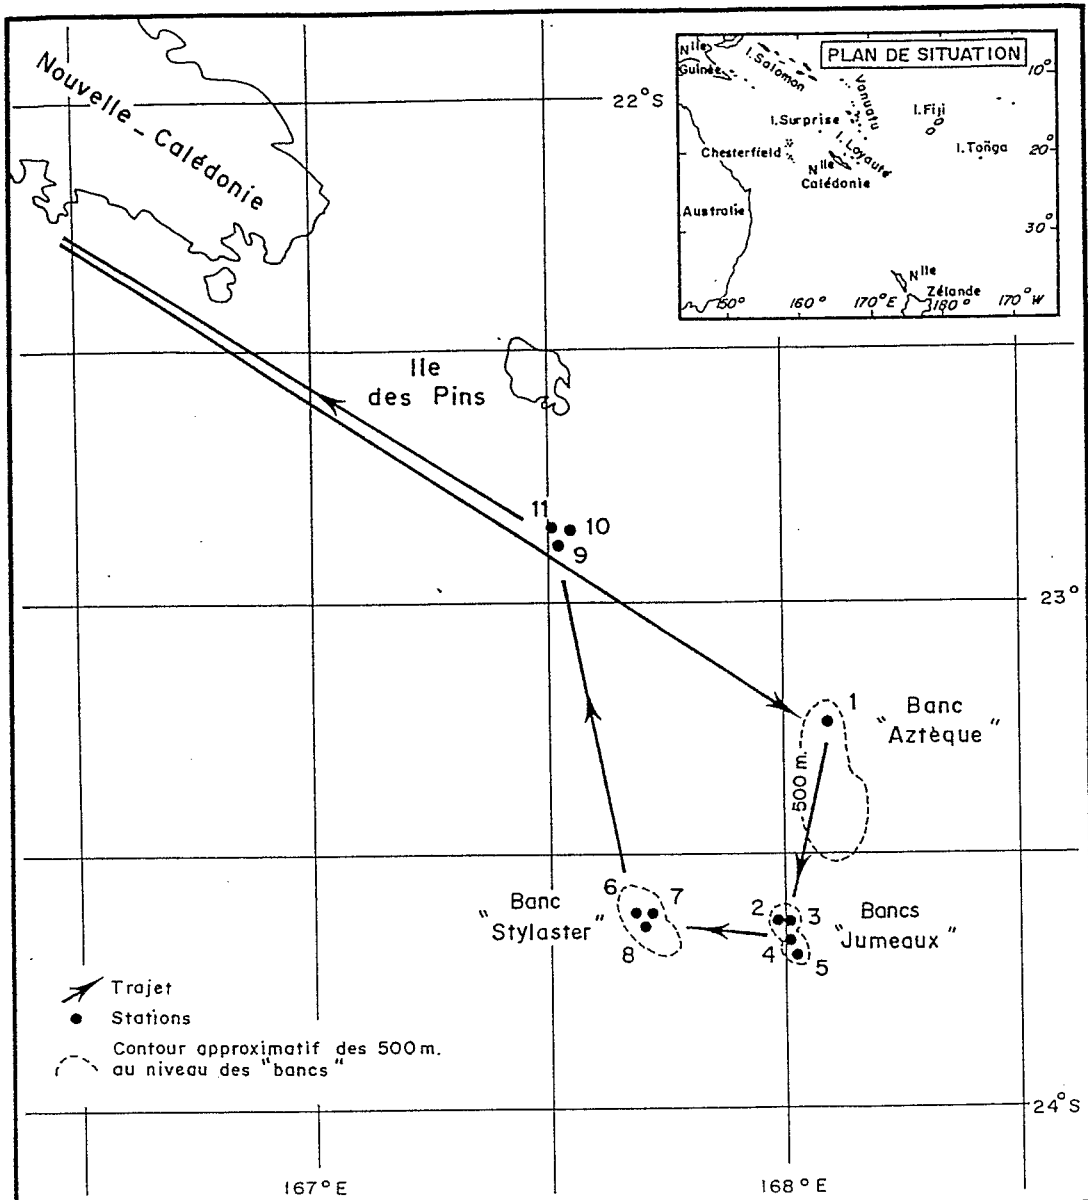 Nouvelle - Calédonie
22°S
PLAN DE SITUATION
Nlle
Guinée
I. Salomon
Vanuatu
I. Fiji
I. Surprise
I. Loyauté
I. Toñga
Chesterfield
Nlle
Calédonie
Australie
Nlle
Zélande
10°
20°
30°
150°
160°
170°E
180°
170°W
Ile
des Pins
11
10
9
23°
1
Banc
"Aztèque"
500 m.
6
7
8
Banc
"Stylaster"
2
3
4
5
Bancs
"Jumeaux"
Trajet
Stations
Contour approximatif des 500 m.
au niveau des "bancs"
24°S
167°E
168°E